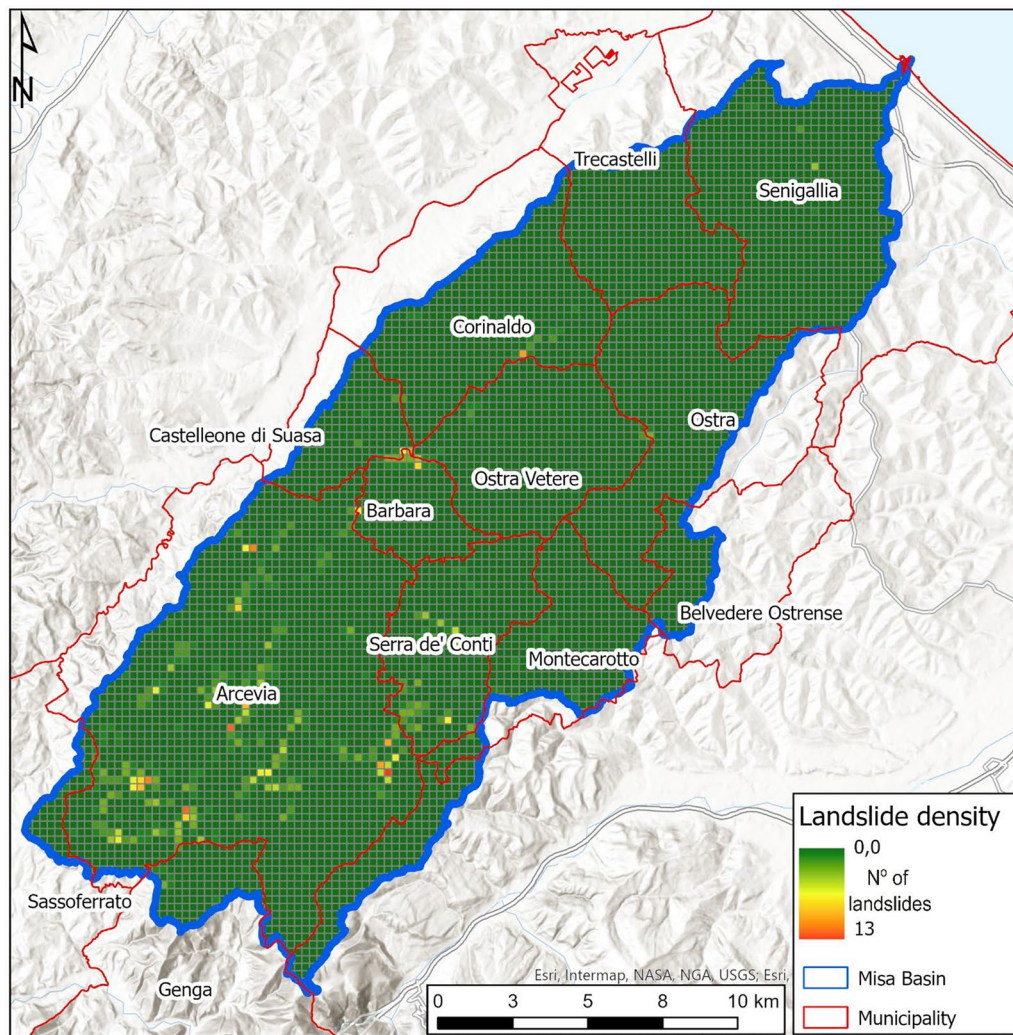 N
Trecastelli
Senigallia
Corinaldo
Castelleone di Suasa
Ostra
Ostra Vetere
Barbara
Belvedere Ostrense
Serra de' Conti
Montecarotto
Arcevia
Sassoferrato
Genga
Landslide density
0,0
Nº of
landslides
13
Misa Basin
Municipality
Esri, Intermap, NASA, NGA, USGS; Esri,
0 3 5 8 10 km